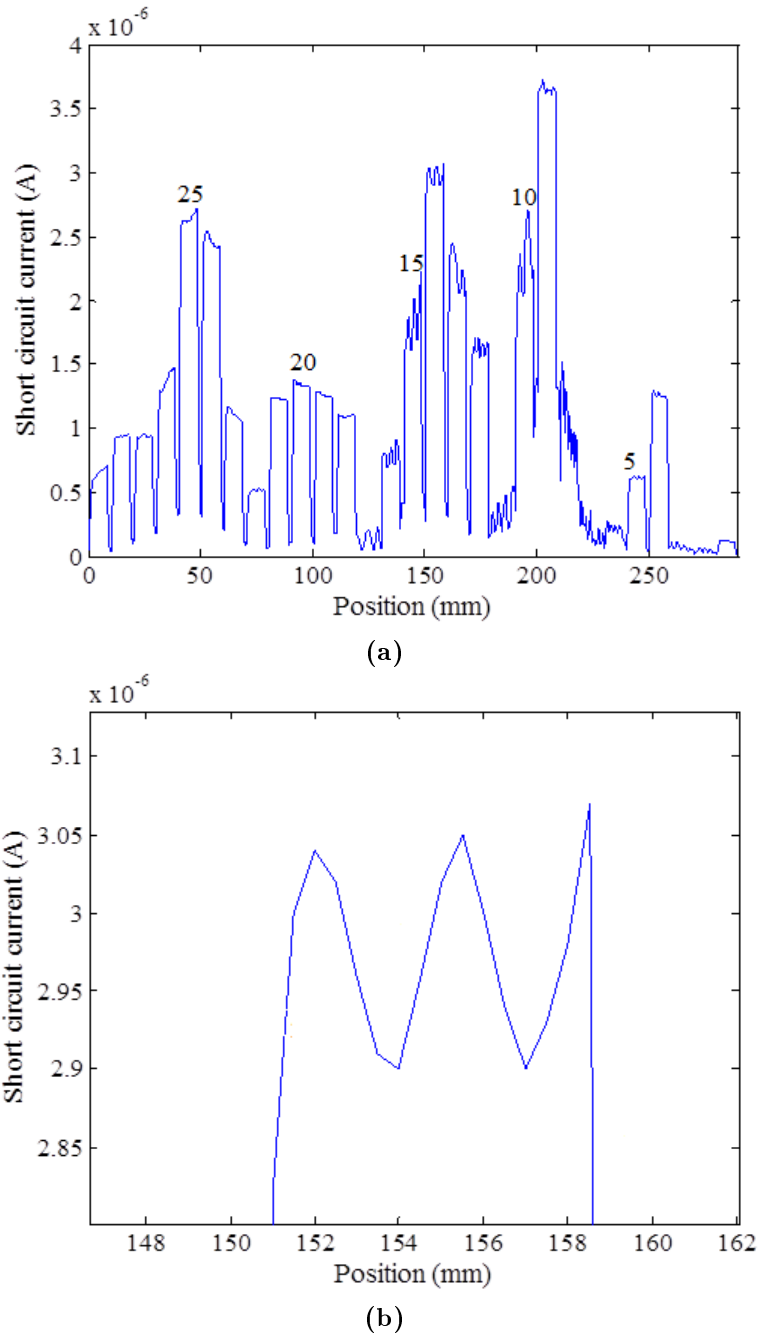 x 10-6
4
3.5
3
2.5
2
1.5
1
0.5
0
Short circuit current (A)
25
20
15
10
5
0 50 100 150 200 250
Position (mm)
(a)
x 10-6
3.1
3.05
3
2.95
2.9
2.85
Short circuit current (A)
148 150 152 154 156 158 160 162
Position (mm)
(b)